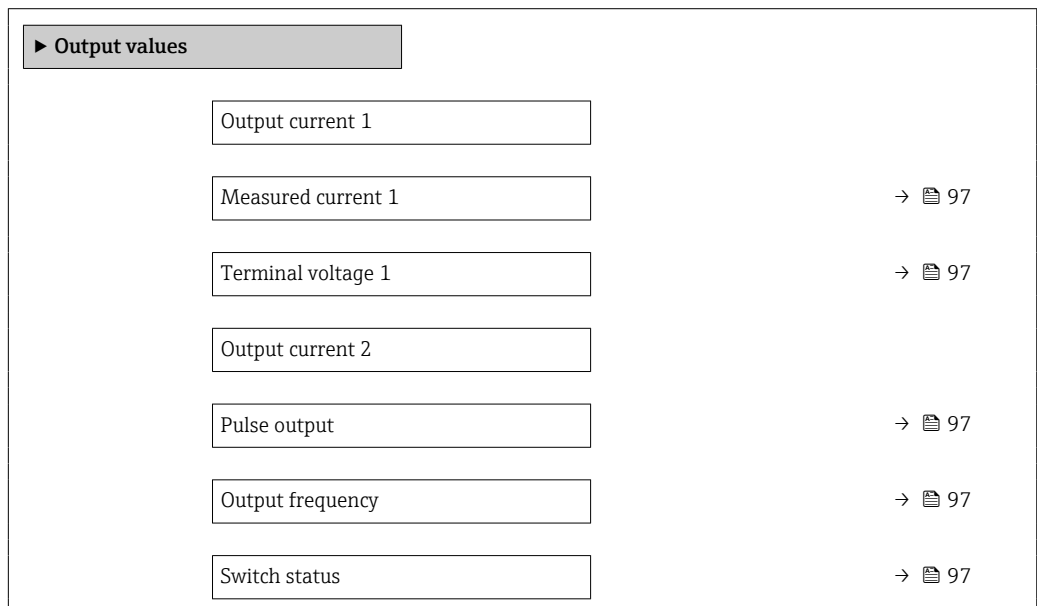 ▶ Output values
Output current 1
Measured current 1 → 97
Terminal voltage 1 → 97
Output current 2
Pulse output → 97
Output frequency → 97
Switch status → 97